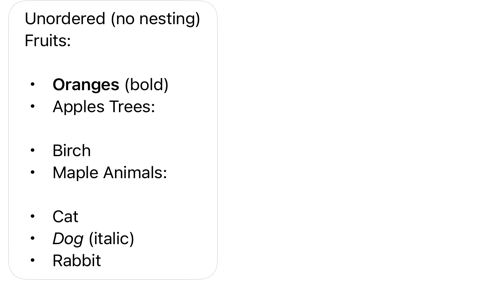 Unordered (no nesting)
Fruits:
• Oranges (bold)
• Apples Trees:
• Birch
• Maple Animals:
• Cat
• Dog (italic)
• Rabbit